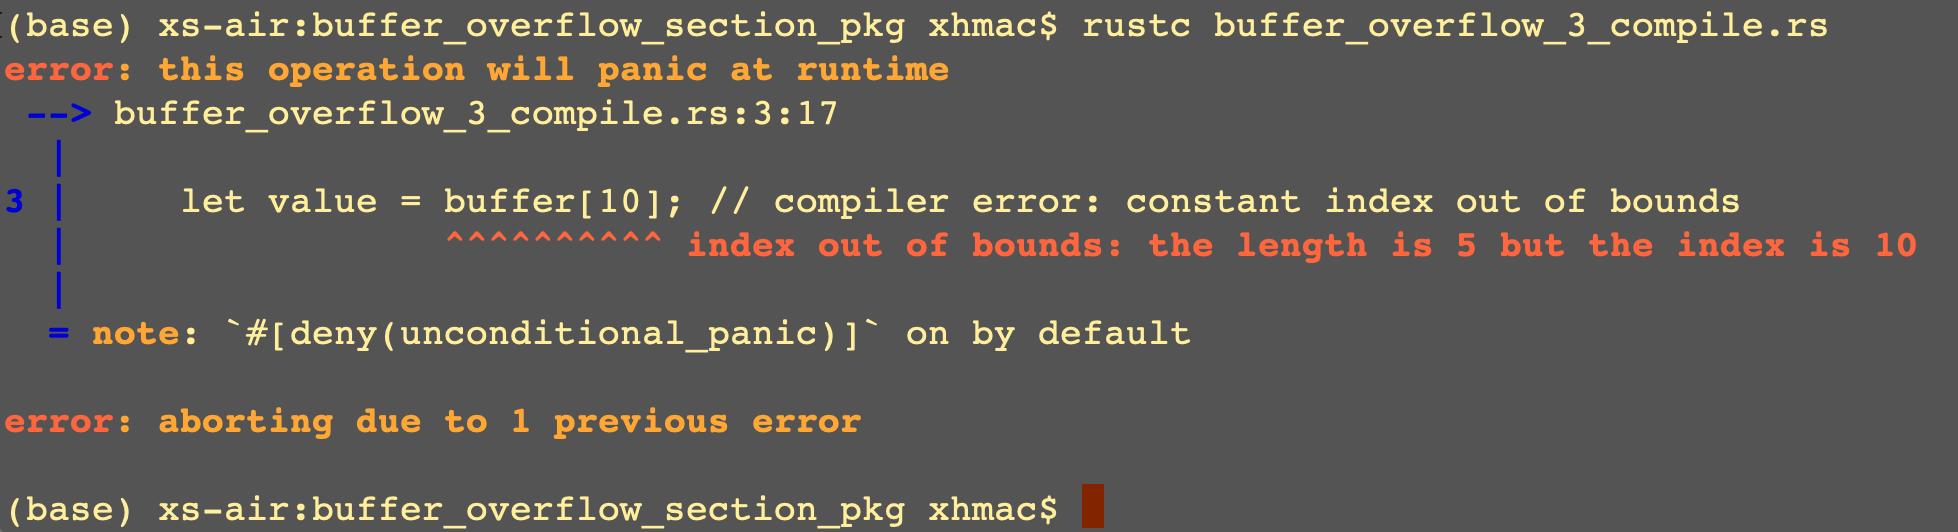 (base) xs-air:buffer_overflow_section_pkg xhmac$ rustc buffer_overflow_3_compile.rs
error: this operation will panic at runtime
 --> buffer_overflow_3_compile.rs:3:17
  |
3 |     let value = buffer[10]; // compiler error: constant index out of bounds
  |                 ^^^^^^^^^^ index out of bounds: the length is 5 but the index is 10
  |
  = note: `#[deny(unconditional_panic)]` on by default

error: aborting due to 1 previous error

(base) xs-air:buffer_overflow_section_pkg xhmac$